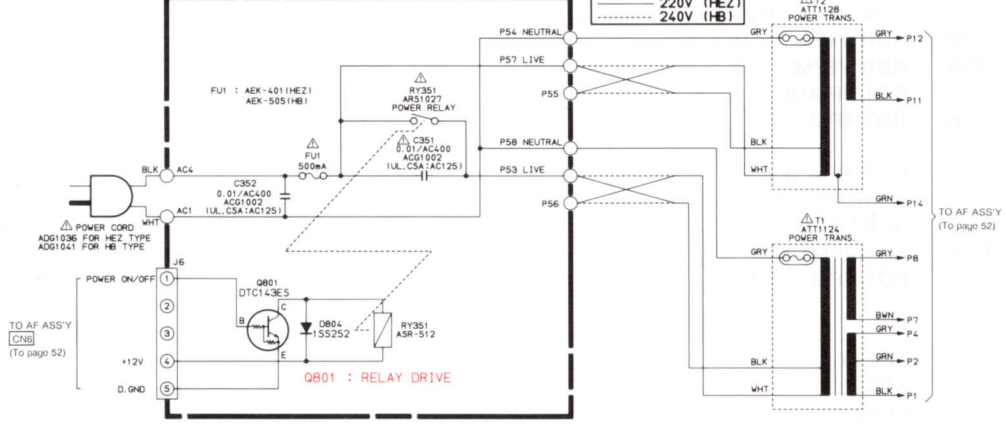 220V (HEZ)
240V (HB)
T2
ATT1128
POWER TRANS.
P54 NEUTRAL
GRY
GRY
P12
P57 LIVE
FU1 : AEK-401(HEZ)
AEK-505(HB)
RY351
ARS1027
POWER RELAY
P55
BLK
P11
C351
0.01/AC400
ACG1002
(UL,CSA:AC125)
FU1
500mA
P58 NEUTRAL
BLK
BLK
AC4
P53 LIVE
WHT
C352
0.01/AC400
ACG1002
(UL,CSA:AC125)
P56
GRN
P14
WHT
AC1
TO AF ASS'Y
(To page 52)
POWER CORD
ADG1036 FOR HEZ TYPE
ADG1041 FOR HB TYPE
T1
ATT1124
POWER TRANS.
J6
GRY
GRY
P8
POWER ON/OFF
1
Q801
DTC143ES
2
C
B
E
D804
1SS252
RY351
ASR-512
BWN
P7
GRY
P4
TO AF ASS'Y
CN6
(To page 52)
3
+12V
4
BLK
GRN
P2
Q801 : RELAY DRIVE
D.GND
5
WHT
BLK
P1